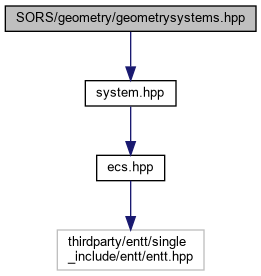 SORS/geometry/geometrysystems.hpp
system.hpp
ecs.hpp
thirdparty/entt/single
_include/entt/entt.hpp